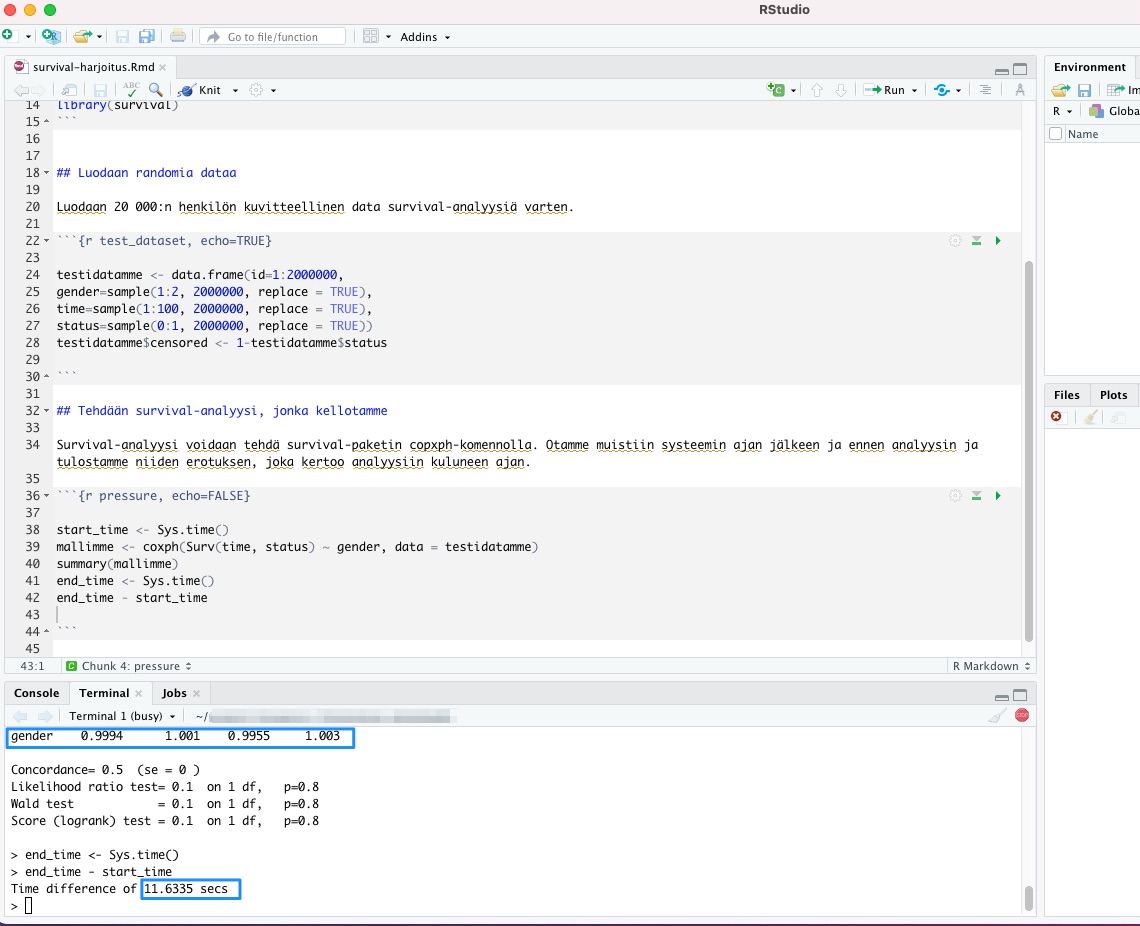 RStudio
Go to file/function
Addins
survival-harjoitus.Rmd
ABC
Knit
Run
14 library(survival)
15 ```
16
17
18 ## Luodaan randomia dataa
19
20 Luodaan 20 000:n henkilön kuvitteellinen data survival-analyysiä varten.
21
22 ```{r test_dataset, echo=TRUE}
23
24 testidatamme <- data.frame(id=1:2000000,
25 gender=sample(1:2, 2000000, replace = TRUE),
26 time=sample(1:100, 2000000, replace = TRUE),
27 status=sample(0:1, 2000000, replace = TRUE))
28 testidatamme$censored <- 1-testidatamme$status
29
30 ```
31
32 ## Tehdään survival-analyysi, jonka kellotamme
33
34 Survival-analyysi voidaan tehdä survival-paketin copxph-komennolla. Otamme muistiin systeemin ajan jälkeen ja ennen analyysin ja
tulostamme niiden erotuksen, joka kertoo analyysiin kuluneen ajan.
35
36 ```{r pressure, echo=FALSE}
37
38 start_time <- Sys.time()
39 mallimme <- coxph(Surv(time, status) ~ gender, data = testidatamme)
40 summary(mallimme)
41 end_time <- Sys.time()
42 end_time - start_time
43
44 ```
45
43:1 C Chunk 4: pressure R Markdown
Console Terminal Jobs
Terminal 1 (busy) ~/
STOP
gender 0.9994 1.001 0.9955 1.003
Concordance= 0.5 (se = 0 )
Likelihood ratio test= 0.1 on 1 df, p=0.8
Wald test = 0.1 on 1 df, p=0.8
Score (logrank) test = 0.1 on 1 df, p=0.8
> end_time <- Sys.time()
> end_time - start_time
Time difference of 11.6335 secs
>
Environment
Im
R Globa
Name
Files Plots